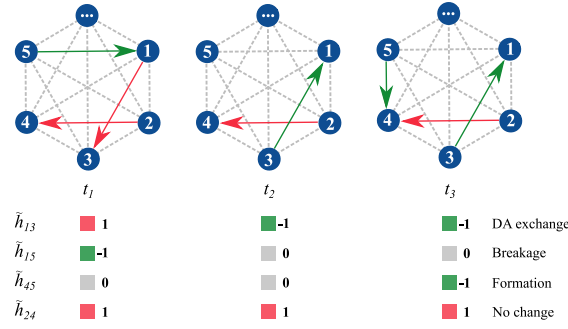 ... ... ...
5 1 5 1 5 1
4 2 4 2 4 2
3 3 3
t1 t2 t3
h̃13 1 -1 -1 DA exchange
h̃15 -1 0 0 Breakage
h̃45 0 0 -1 Formation
h̃24 1 1 1 No change